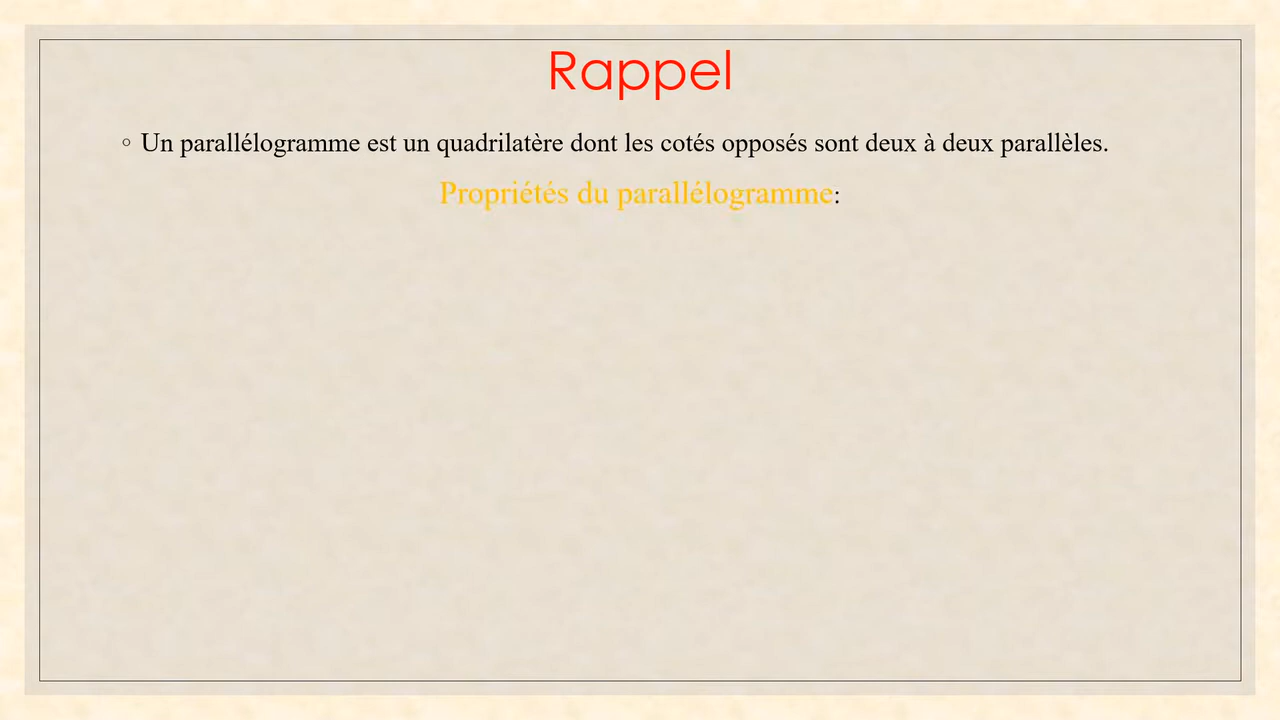 Rappel
◦ Un parallélogramme est un quadrilatère dont les cotés opposés sont deux à deux parallèles.
Propriétés du parallélogramme: